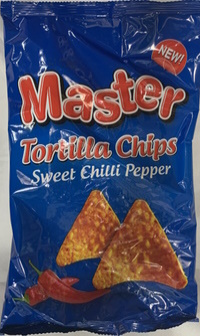 NEW!
Master
Tortilla Chips
Sweet Chilli Pepper